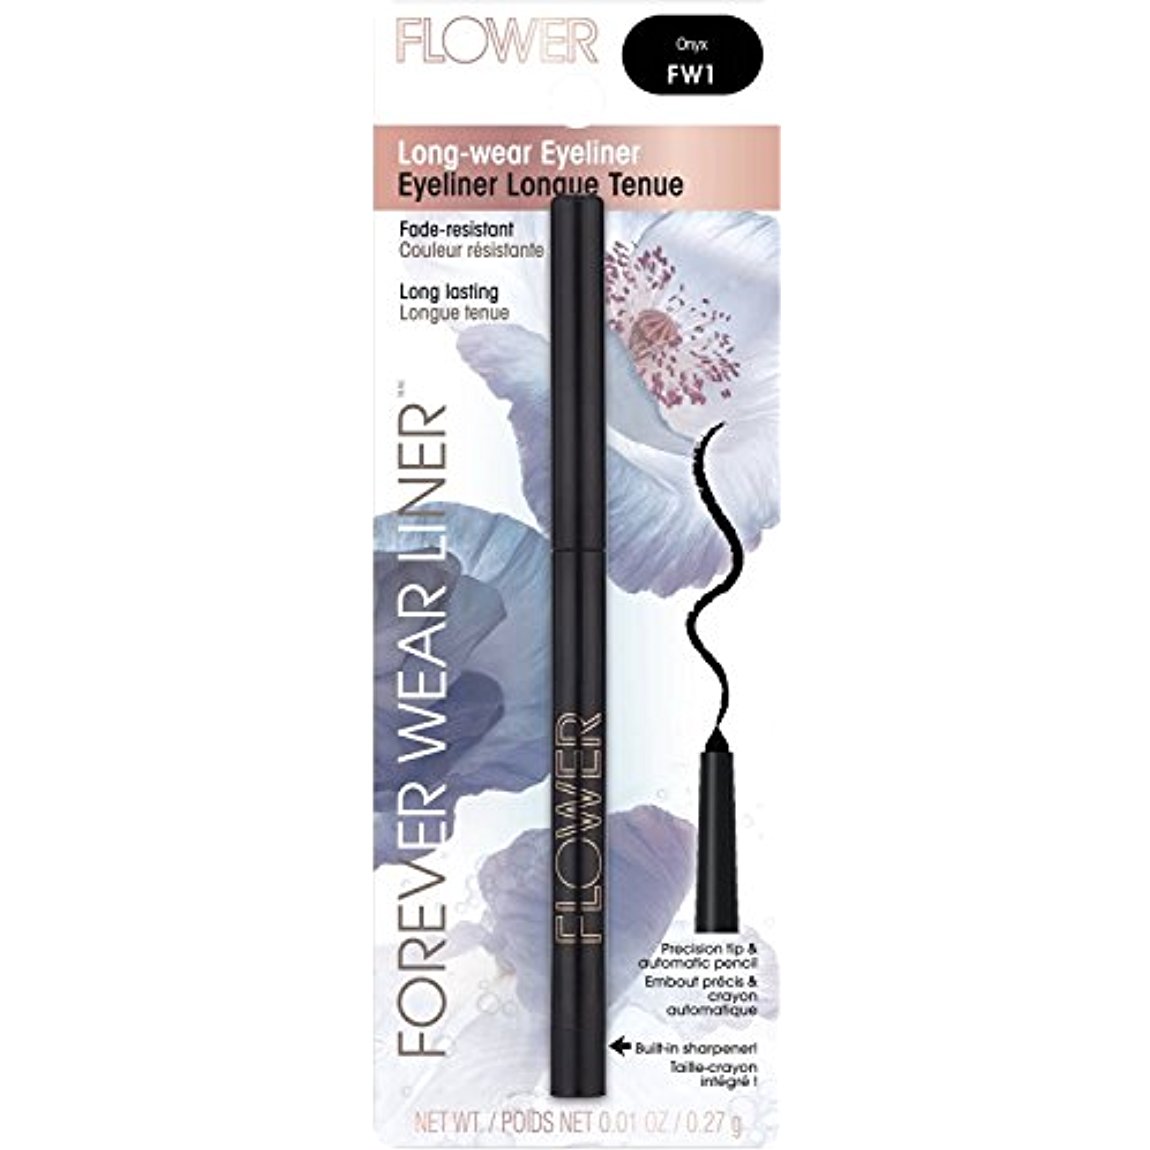 FLOWER
Onyx
FW1
Long-wear Eyeliner
Eyeliner Longue Tenue
Fade-resistant
Couleur résistante
Long lasting
Longue tenue
FOREVER WEAR LINER™
FLOWER
Precision tip &
automatic pencil
Embout précis &
crayon
automatique
Built-in sharpener!
Taille-crayon
intégré !
NET WT. / POIDS NET 0.01 OZ / 0.27 g